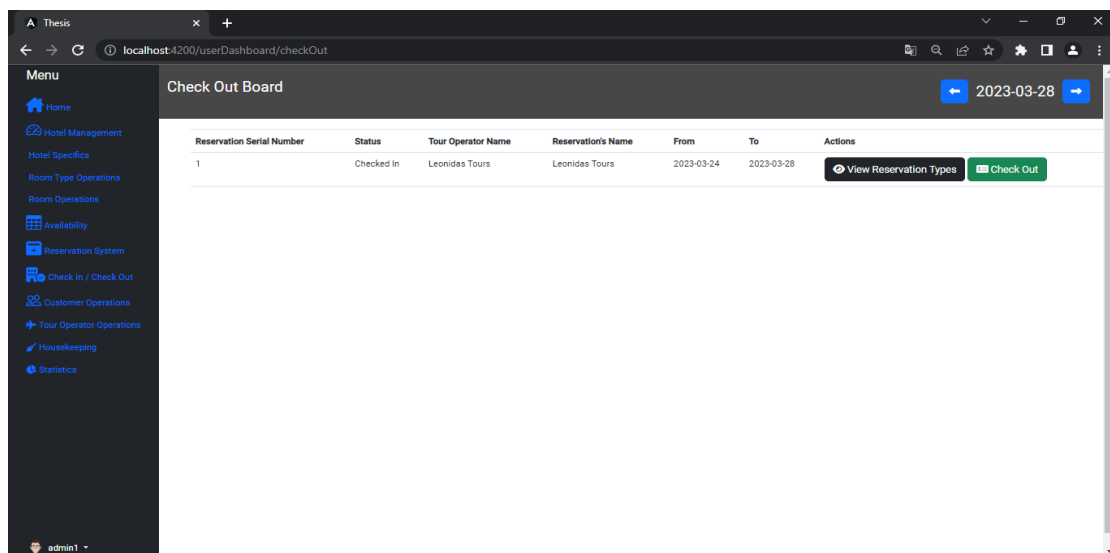 Thesis
localhost:4200/userDashboard/checkOut
Menu
Home
Hotel Management
Hotel Specifics
Room Type Operations
Room Operations
Availability
Reservation System
Check In / Check Out
Customer Operations
Tour Operator Operations
Housekeeping
Statistics
admin1
Check Out Board
2023-03-28
Reservation Serial Number Status Tour Operator Name Reservation's Name From To Actions
1 Checked In Leonidas Tours Leonidas Tours 2023-03-24 2023-03-28 View Reservation Types Check Out